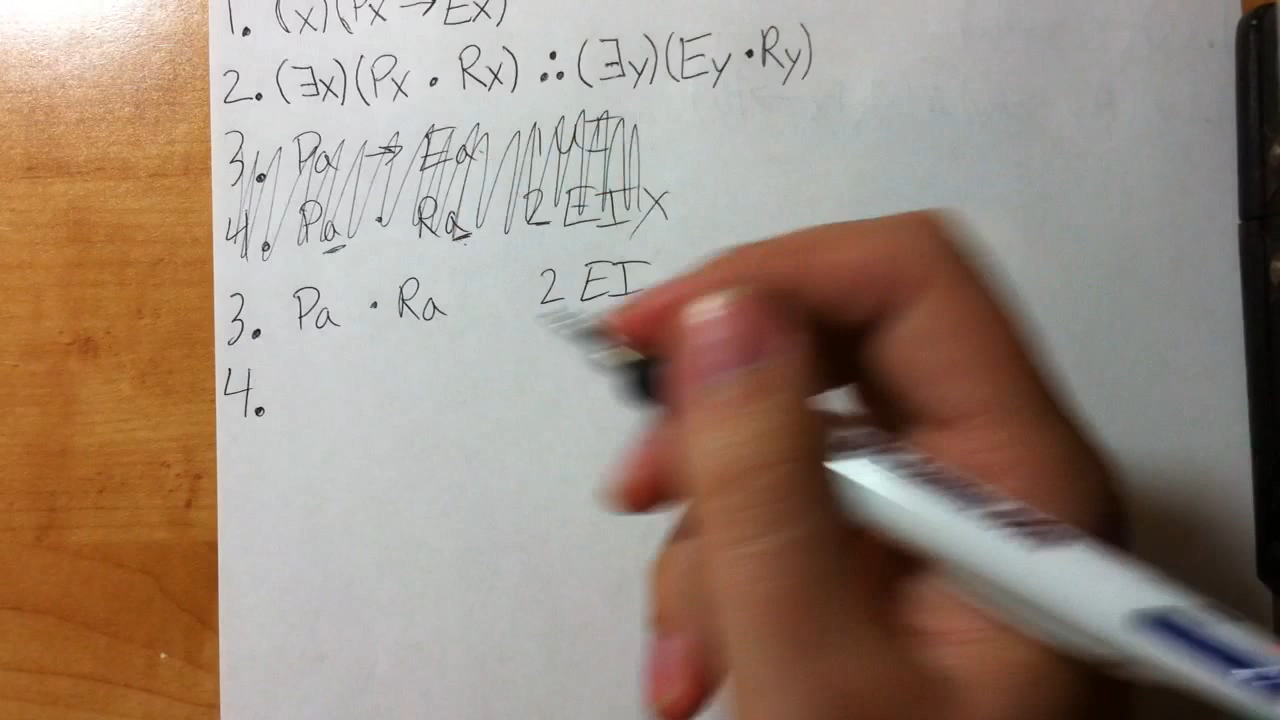 1. (x)(Px → Ex)
2. (∃x)(Px · Rx) ∴ (∃y)(Ey · Ry)
3. Pa → Ea UI
4. Pa · Ra 2 EI X
3. Pa · Ra 2 EI
4.